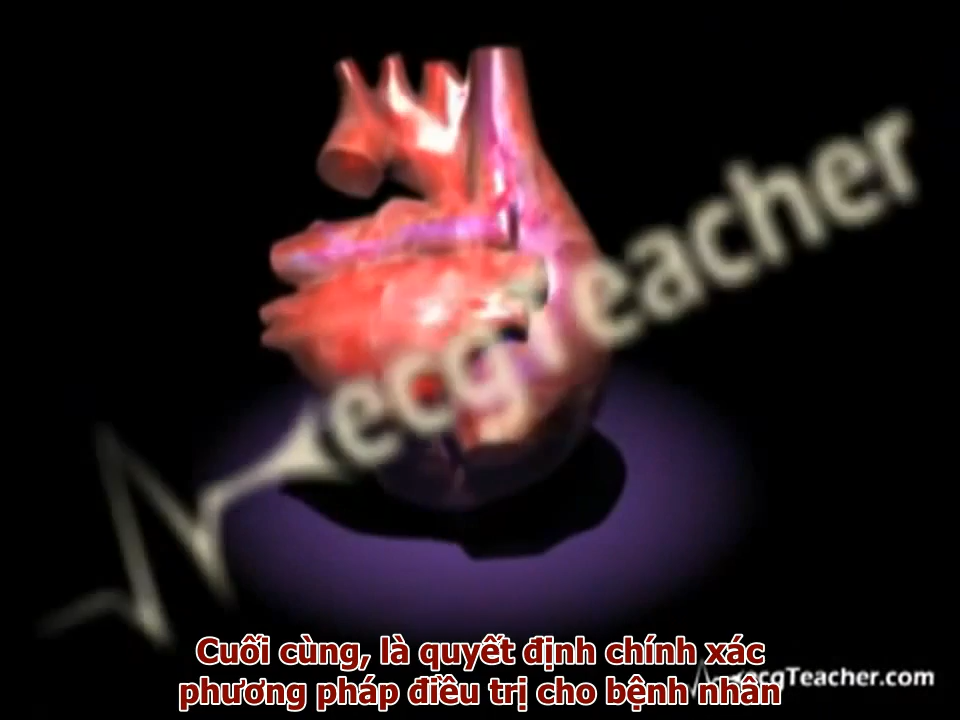 ecgTeacher
Cuối cùng, là quyết định chính xác
phương pháp điều trị cho bệnh nhân
ecgTeacher.com